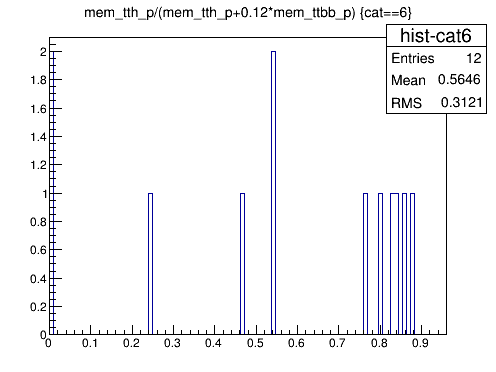 mem_tth_p/(mem_tth_p+0.12*mem_ttbb_p) {cat==6}
hist-cat6
Entries 12
Mean 0.5646
RMS 0.3121
2
1.8
1.6
1.4
1.2
1
0.8
0.6
0.4
0.2
0
0 0.1 0.2 0.3 0.4 0.5 0.6 0.7 0.8 0.9